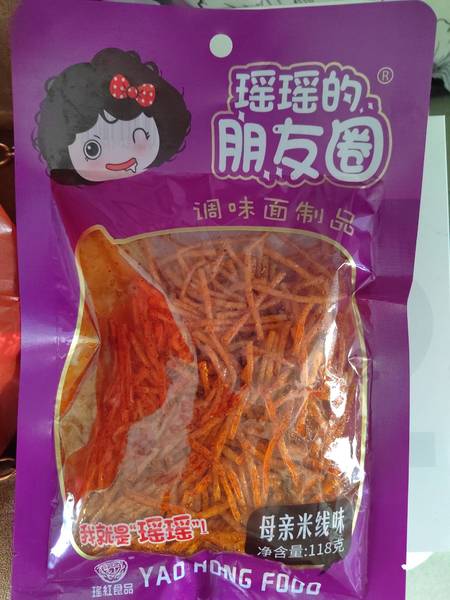 瑶瑶的®
朋友圈
调味面制品
我就是"瑶瑶"!
母亲米线味
净含量:118克
瑶红食品
YAO HONG FOOD